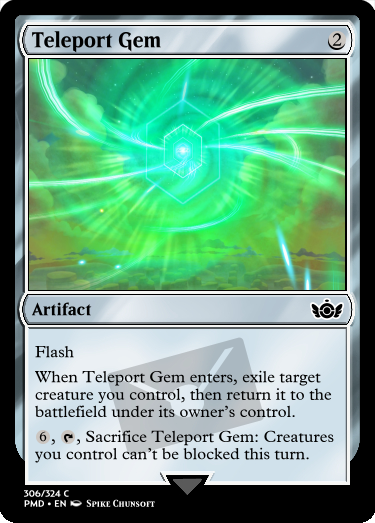 Teleport Gem 2
Artifact
Flash
When Teleport Gem enters, exile target
creature you control, then return it to the
battlefield under its owner's control.
6, , Sacrifice Teleport Gem: Creatures
you control can't be blocked this turn.
306/324 C
PMD • EN Spike Chunsoft